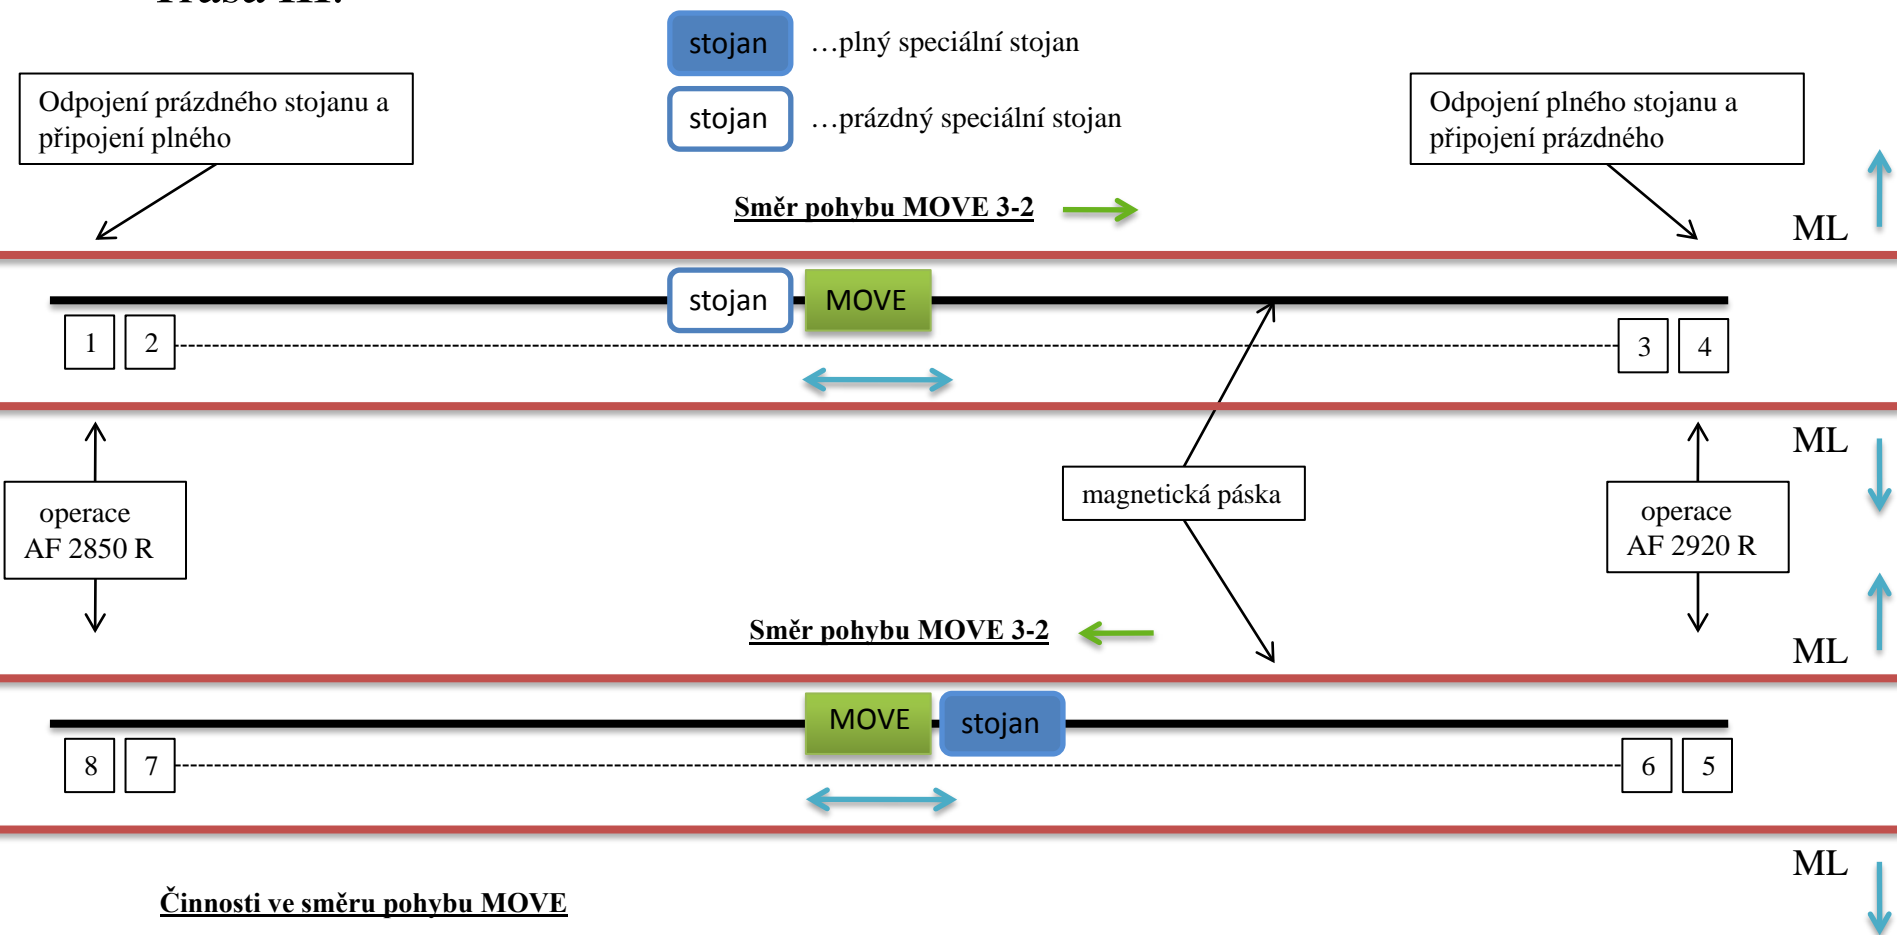 stojan …plný speciální stojan
Odpojení prázdného stojanu a
připojení plného
stojan …prázdný speciální stojan
Odpojení plného stojanu a
připojení prázdného
Směr pohybu MOVE 3-2
ML
stojan MOVE
1 2 3 4
ML
operace
AF 2850 R
magnetická páska
operace
AF 2920 R
Směr pohybu MOVE 3-2
ML
MOVE stojan
8 7 6 5
ML
Činnosti ve směru pohybu MOVE